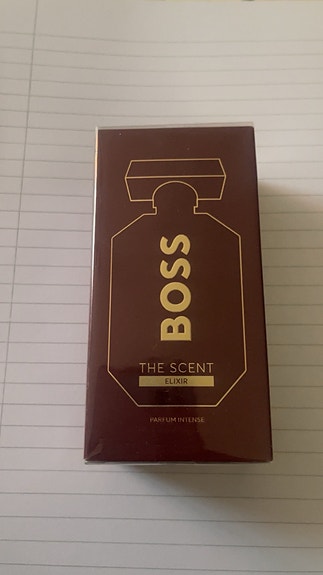 BOSS
THE SCENT
ELIXIR
PARFUM INTENSE